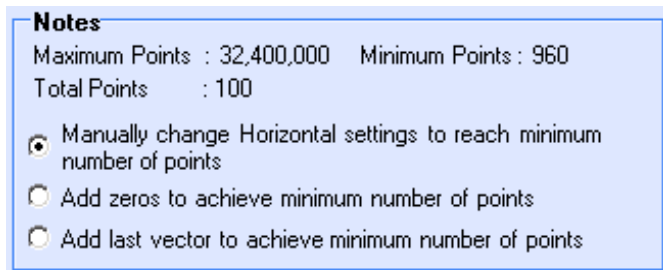 Notes
Maximum Points : 32,400,000 Minimum Points : 960
Total Points : 100
Manually change Horizontal settings to reach minimum
number of points
Add zeros to achieve minimum number of points
Add last vector to achieve minimum number of points